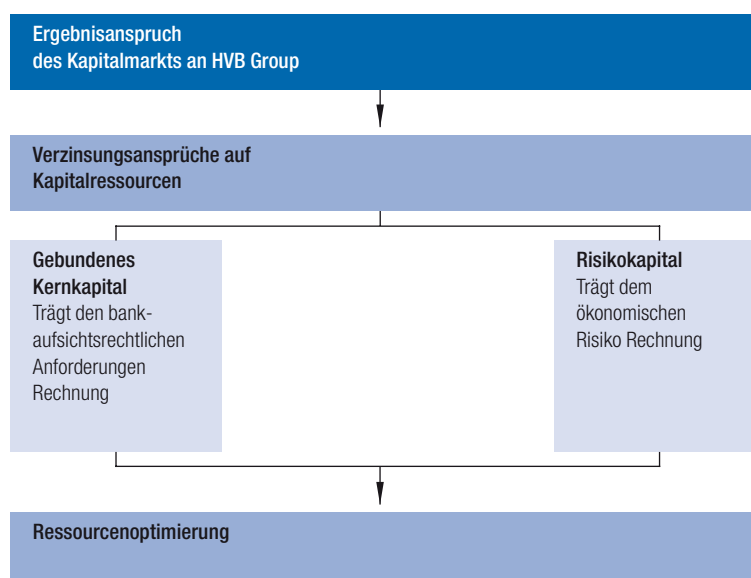 Ergebnisanspruch
des Kapitalmarkts an HVB Group
Verzinsungsansprüche auf
Kapitalressourcen
Gebundenes
Kernkapital
Trägt den bank-
aufsichtsrechtlichen
Anforderungen
Rechnung
Risikokapital
Trägt dem
ökonomischen
Risiko Rechnung
Ressourcenoptimierung